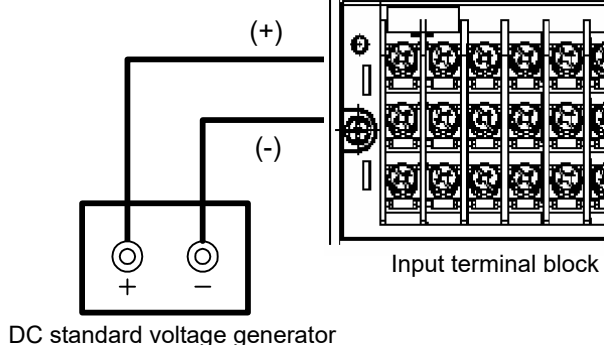 (+)
(-)
+ −
Input terminal block
DC standard voltage generator